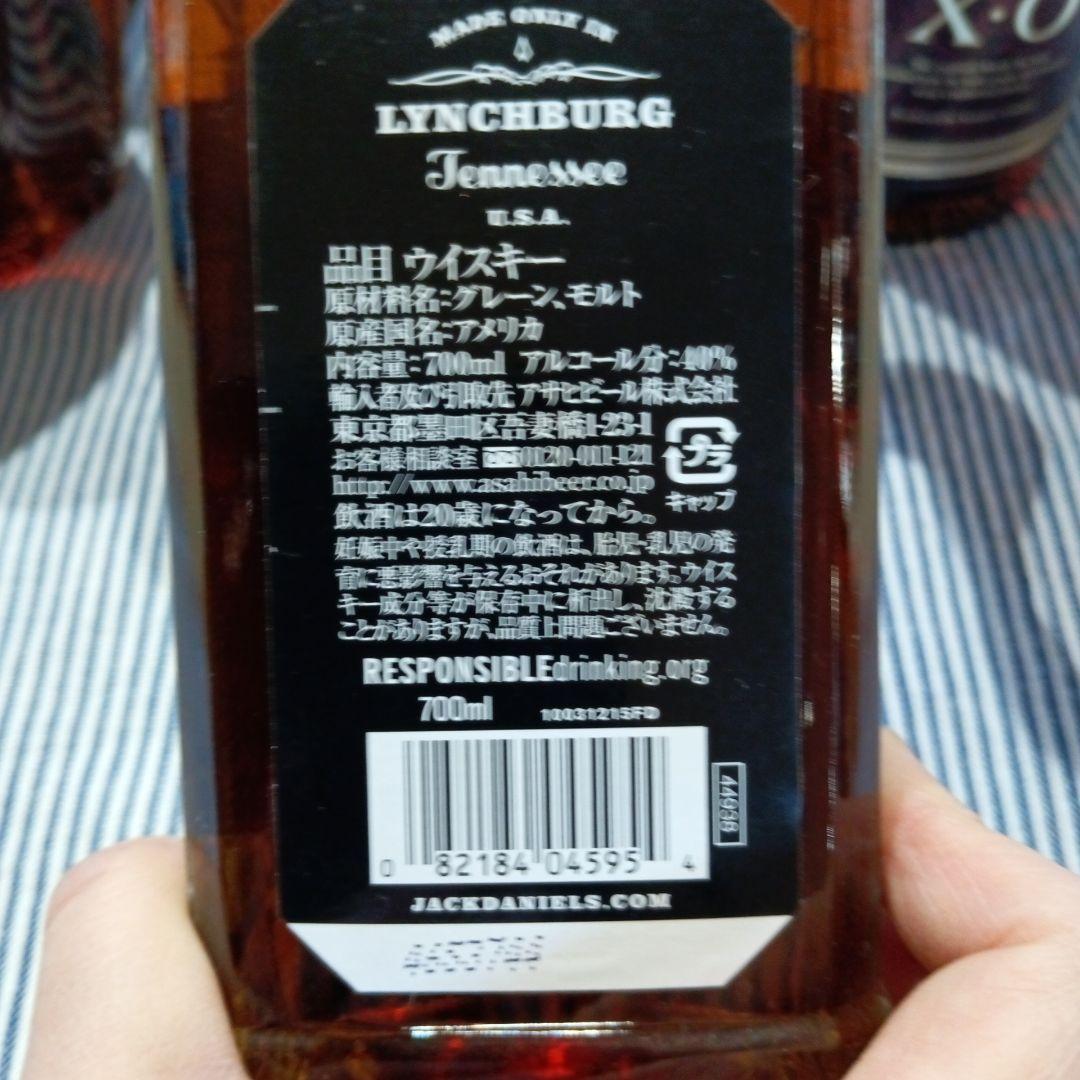 MADE ONLY IN
LYNCHBURG
Tennessee
U.S.A.
品目 ウイスキー
原材料名:グレーン、モルト
原産国名:アメリカ
内容量:700ml アルコール分:40%
輸入者及び引取先 アサヒビール株式会社
東京都墨田区吾妻橋1-23-1
お客様相談室 0120-011-121
http://www.asahibeer.co.jp
プラ
キャップ
飲酒は20歳になってから。
妊娠中や授乳期の飲酒は、胎児・乳児の発
育に悪影響を与えるおそれがあります。ウイス
キー成分等が保存中に析出し、沈澱する
ことがありますが、品質上問題ございません。
RESPONSIBLEdrinking.org
700ml 10031215FD
44938
0 82184 04595 4
JACKDANIELS.COM
X·O